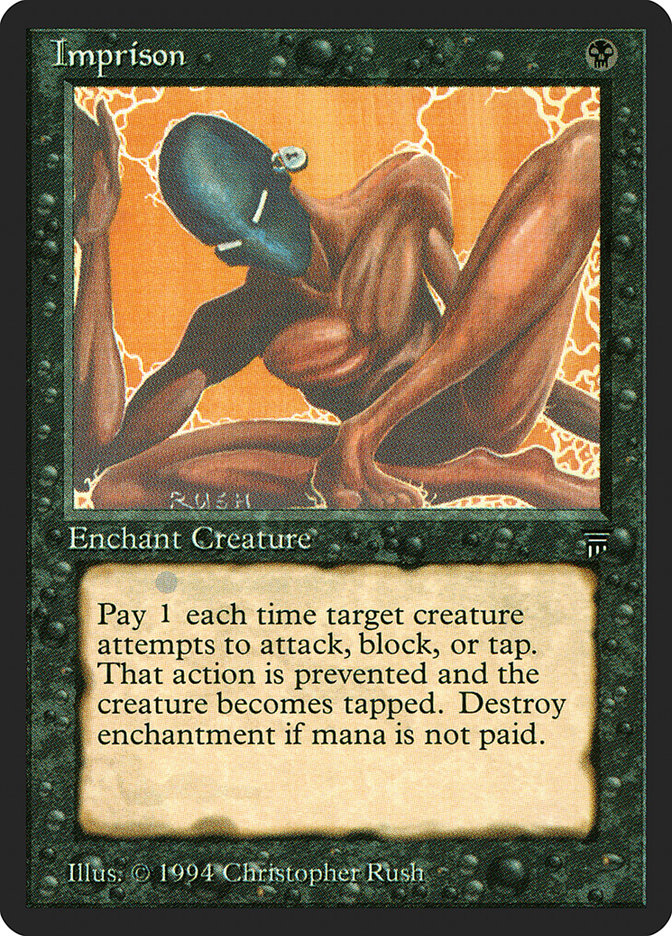 Imprison
RUSH
Enchant Creature
Pay 1 each time target creature
attempts to attack, block, or tap.
That action is prevented and the
creature becomes tapped. Destroy
enchantment if mana is not paid.
Illus. © 1994 Christopher Rush